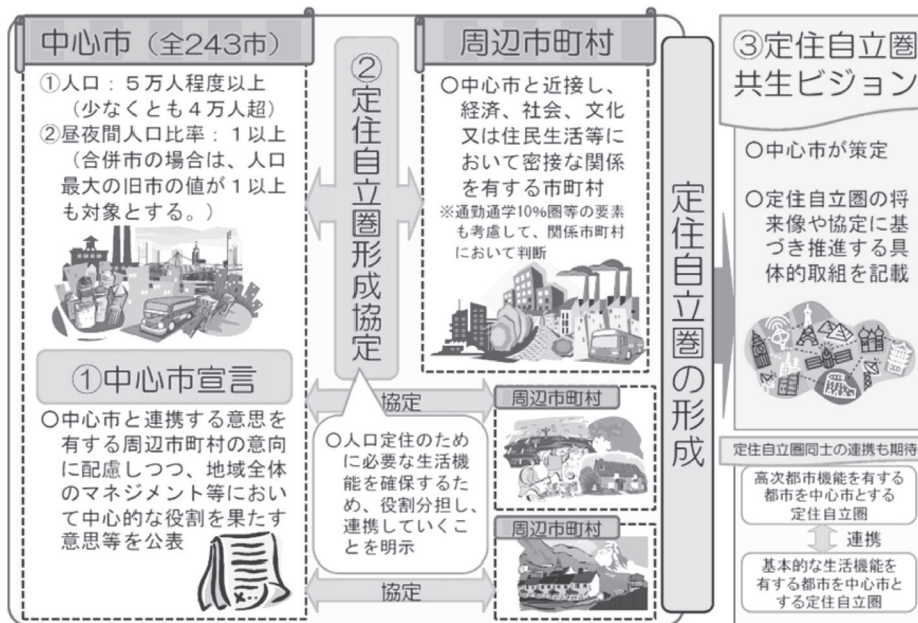 中心市（全243市）
①人口：５万人程度以上
（少なくとも４万人超）
②昼夜間人口比率：１以上
（合併市の場合は、人口
最大の旧市の値が１以上
も対象とする。）
①中心市宣言
○中心市と連携する意思を
有する周辺市町村の意向
に配慮しつつ、地域全体
のマネジメント等におい
て中心的な役割を果たす
意思等を公表
②定住自立圏形成協定
協定
○人口定住のため
に必要な生活機
能を確保するた
め、役割分担し、
連携していくこ
とを明示
協定
周辺市町村
○中心市と近接し、
経済、社会、文化
又は住民生活等に
おいて密接な関係
を有する市町村
※通勤通学10%圏等の要素
も考慮して、関係市町村
において判断
周辺市町村
周辺市町村
定住自立圏の形成
③定住自立圏
共生ビジョン
○中心市が策定
○定住自立圏の将
来像や協定に基
づき推進する具
体的取組を記載
定住自立圏同士の連携も期待
高次都市機能を有する
都市を中心市とする
定住自立圏
連携
基本的な生活機能を
有する都市を中心市と
する定住自立圏